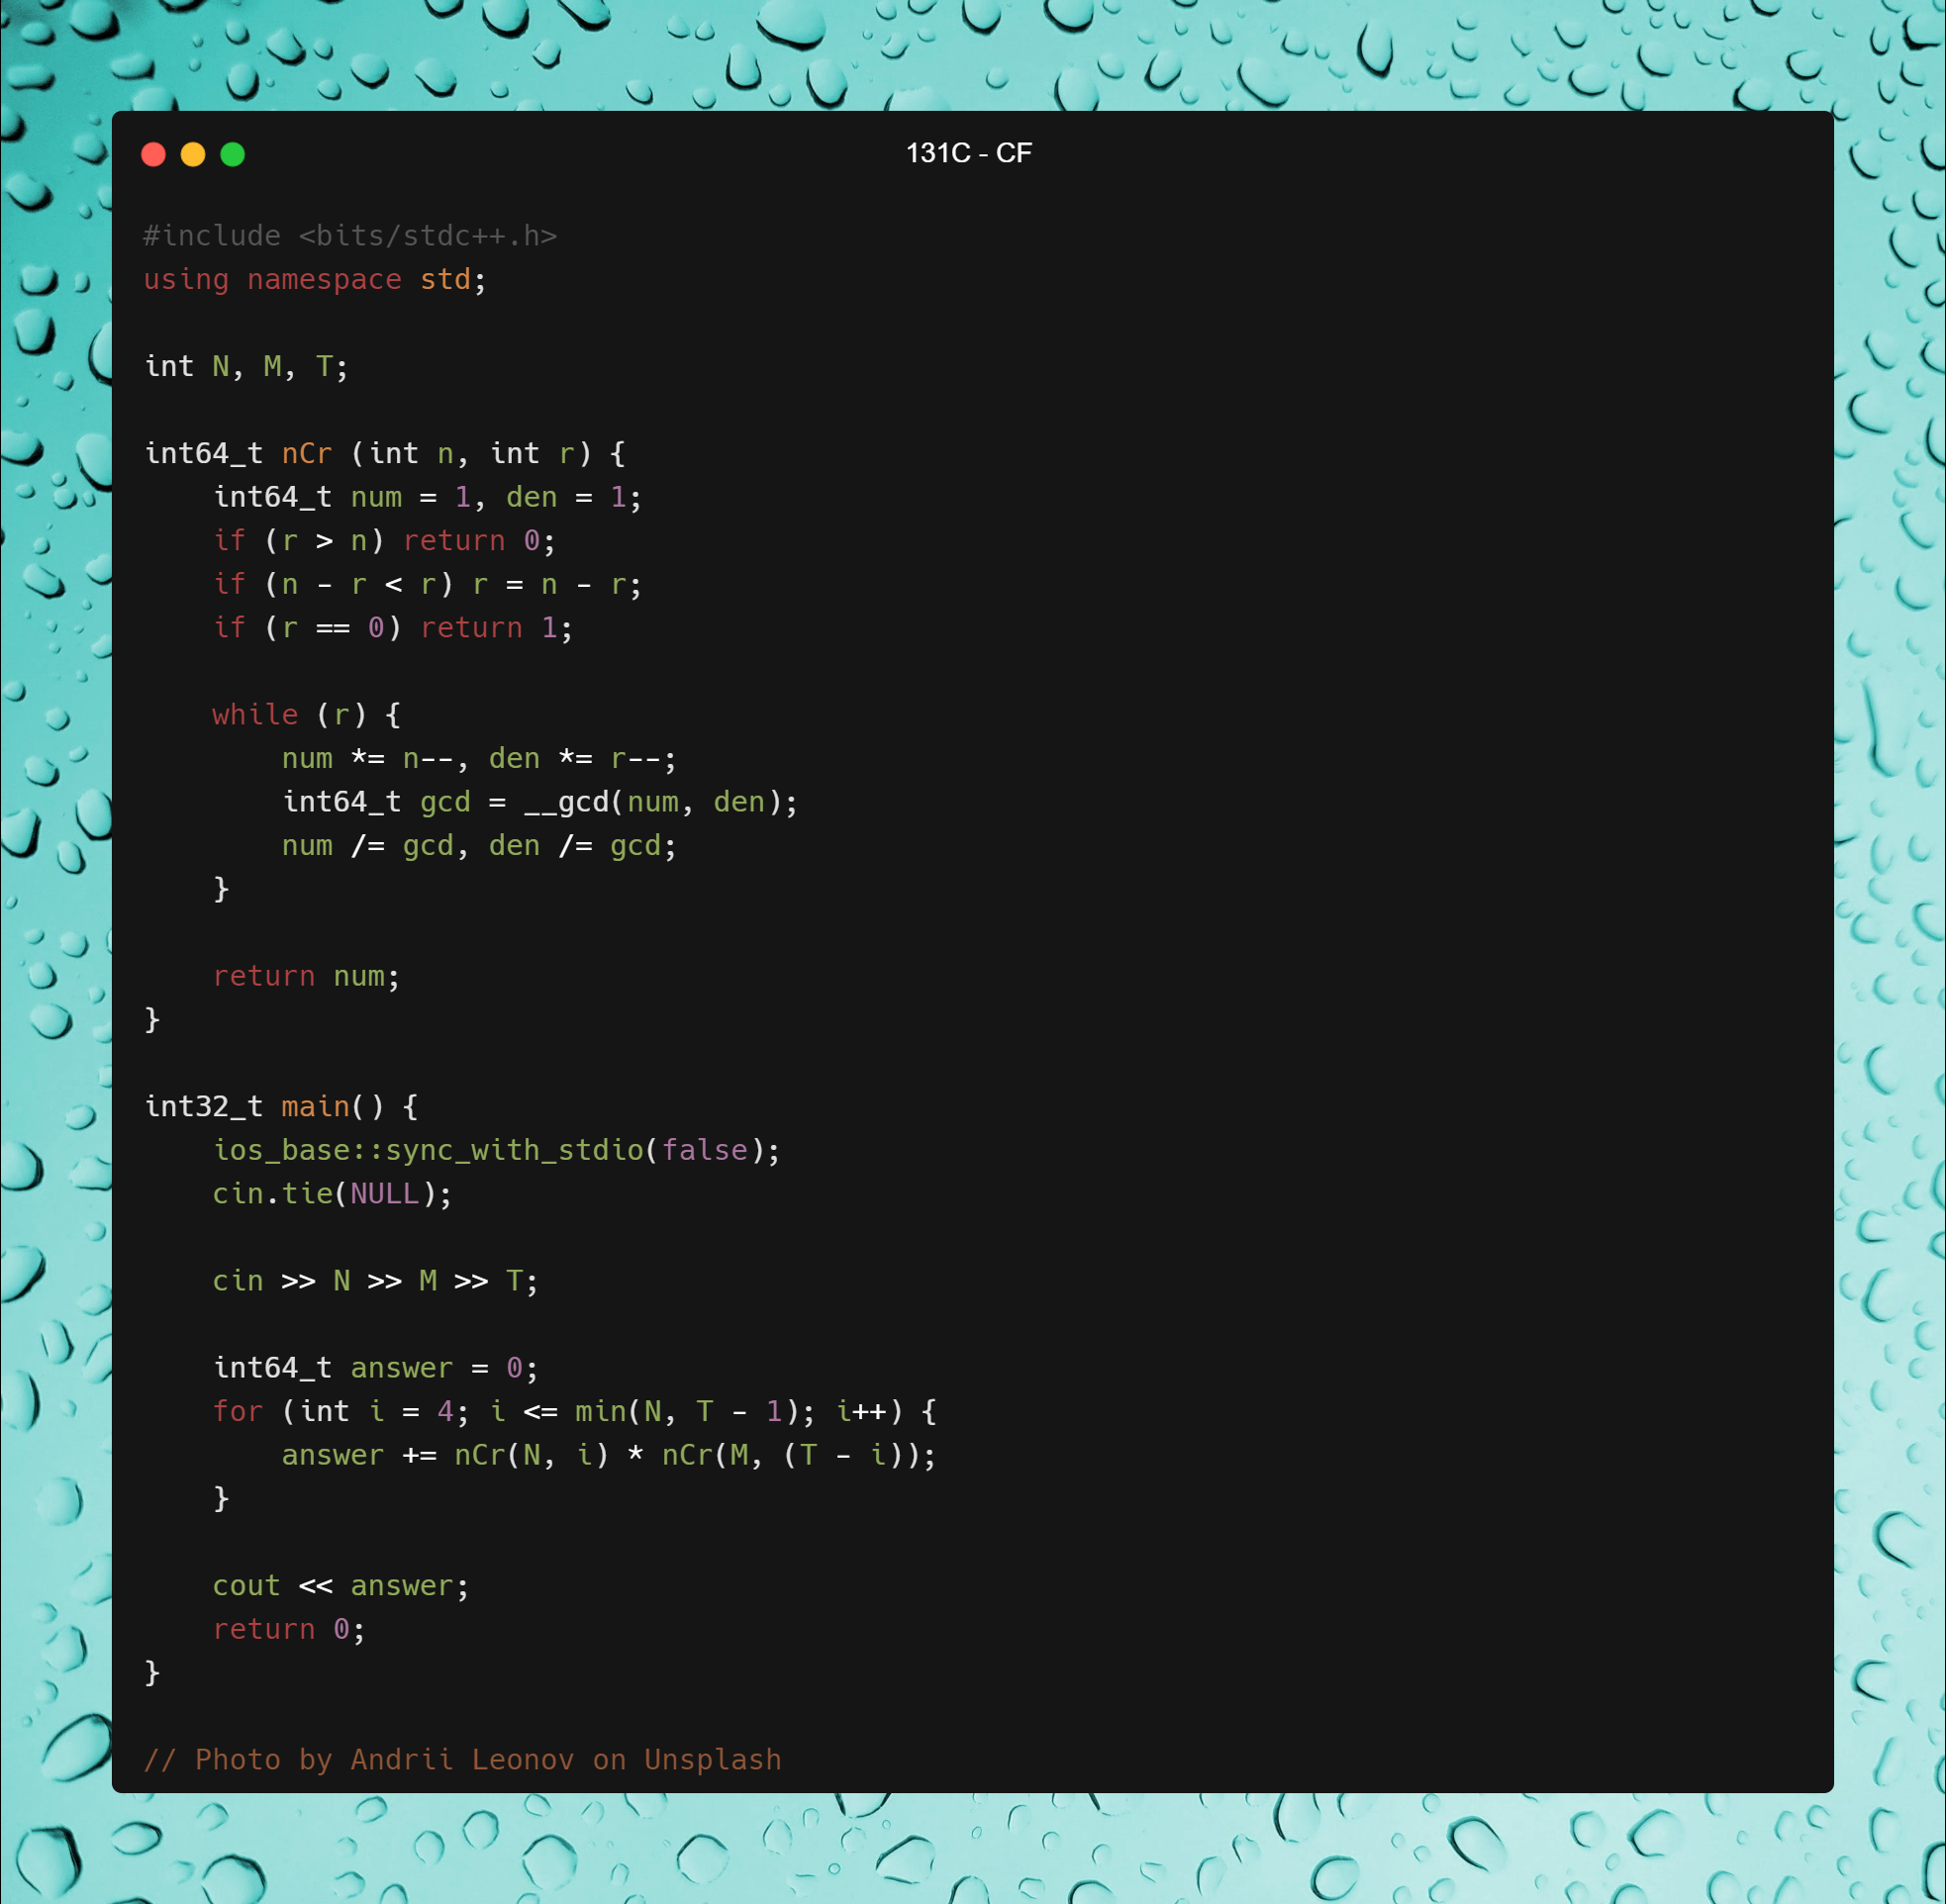 131C - CF
#include <bits/stdc++.h>
using namespace std;
int N, M, T;
int64_t nCr (int n, int r) {
    int64_t num = 1, den = 1;
    if (r > n) return 0;
    if (n - r < r) r = n - r;
    if (r == 0) return 1;
    while (r) {
        num *= n--, den *= r--;
        int64_t gcd = __gcd(num, den);
        num /= gcd, den /= gcd;
    }
    return num;
}
int32_t main() {
    ios_base::sync_with_stdio(false);
    cin.tie(NULL);
    cin >> N >> M >> T;
    int64_t answer = 0;
    for (int i = 4; i <= min(N, T - 1); i++) {
        answer += nCr(N, i) * nCr(M, (T - i));
    }
    cout << answer;
    return 0;
}
// Photo by Andrii Leonov on Unsplash